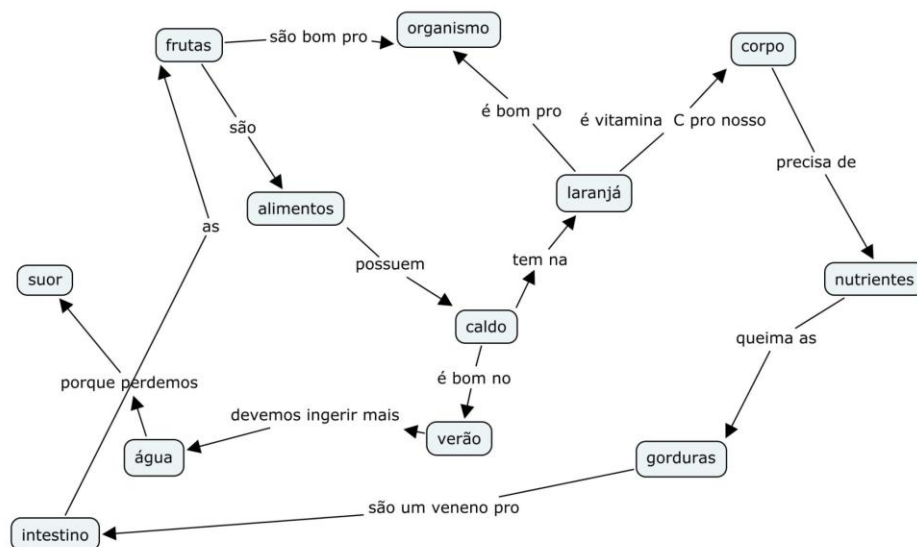 organismo
frutas
são bom pro
corpo
é bom pro
é vitamina  C pro nosso
são
precisa de
laranjá
alimentos
as
tem na
possuem
suor
nutrientes
caldo
queima as
é bom no
porque perdemos
devemos ingerir mais
verão
água
gorduras
são um veneno pro
intestino